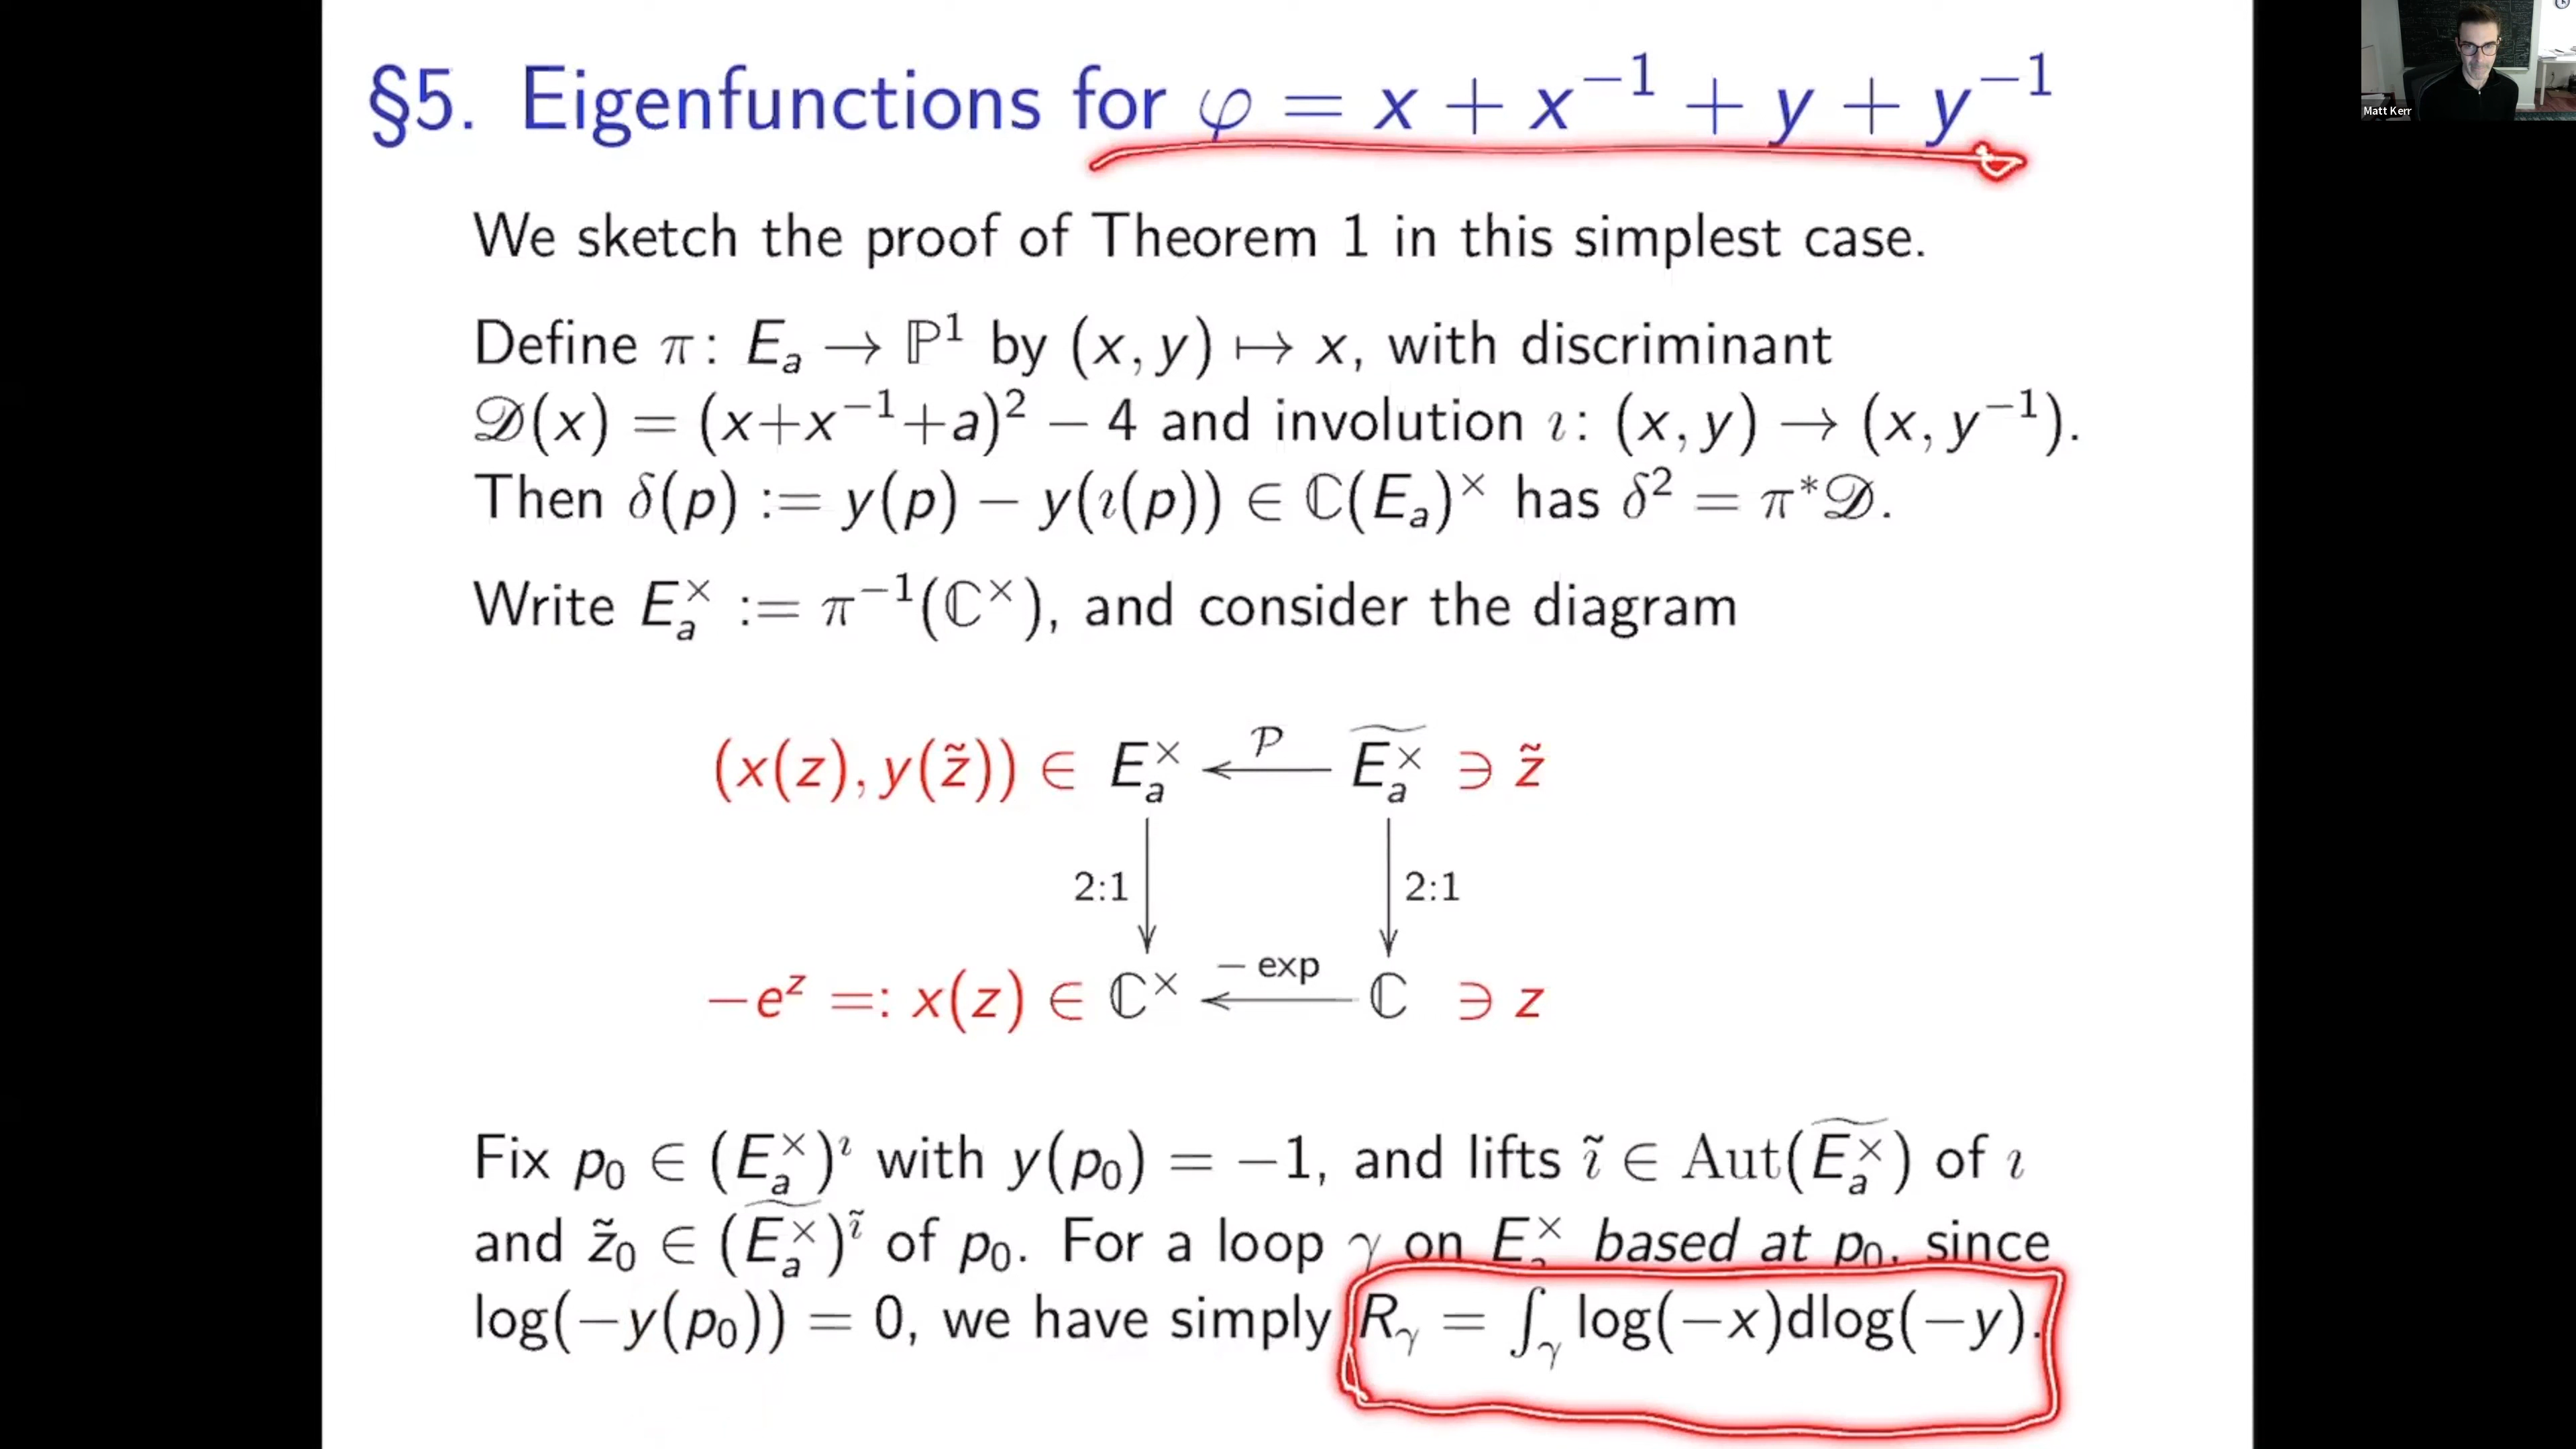 §5. Eigenfunctions for φ = x + x⁻¹ + y + y⁻¹
Matt Kerr
We sketch the proof of Theorem 1 in this simplest case.
Define π: Eₐ → ℙ¹ by (x, y) ↦ x, with discriminant
𝒟(x) = (x+x⁻¹+a)² − 4 and involution ı: (x, y) → (x, y⁻¹).
Then δ(p) := y(p) − y(ı(p)) ∈ ℂ(Eₐ)^× has δ² = π*𝒟.
Write Eₐ^× := π⁻¹(ℂ^×), and consider the diagram
(x(z), y(z̃)) ∈ Eₐ^× ←𝒫— \widetilde{Eₐ^×} ∋ z̃
2:1 2:1
−e^z =: x(z) ∈ ℂ^× ←− exp— ℂ ∋ z
Fix p₀ ∈ (Eₐ^×)^ı with y(p₀) = −1, and lifts ı̃ ∈ Aut(\widetilde{Eₐ^×}) of ı
and z̃₀ ∈ (\widetilde{Eₐ^×})^ı̃ of p₀. For a loop γ on Eₐ^× based at p₀, since
log(−y(p₀)) = 0, we have simply R_γ = ∫_γ log(−x)dlog(−y).